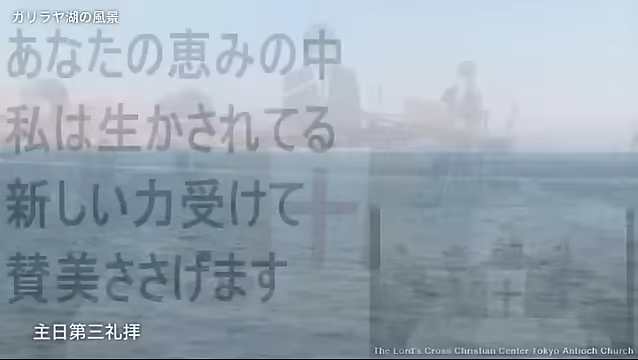 ガリラヤ湖の風景
あなたの恵みの中
私は生かされてる
新しい力受けて
賛美ささげます
主日第三礼拝
The Lord's Cross Christian Center Tokyo Antioch Church